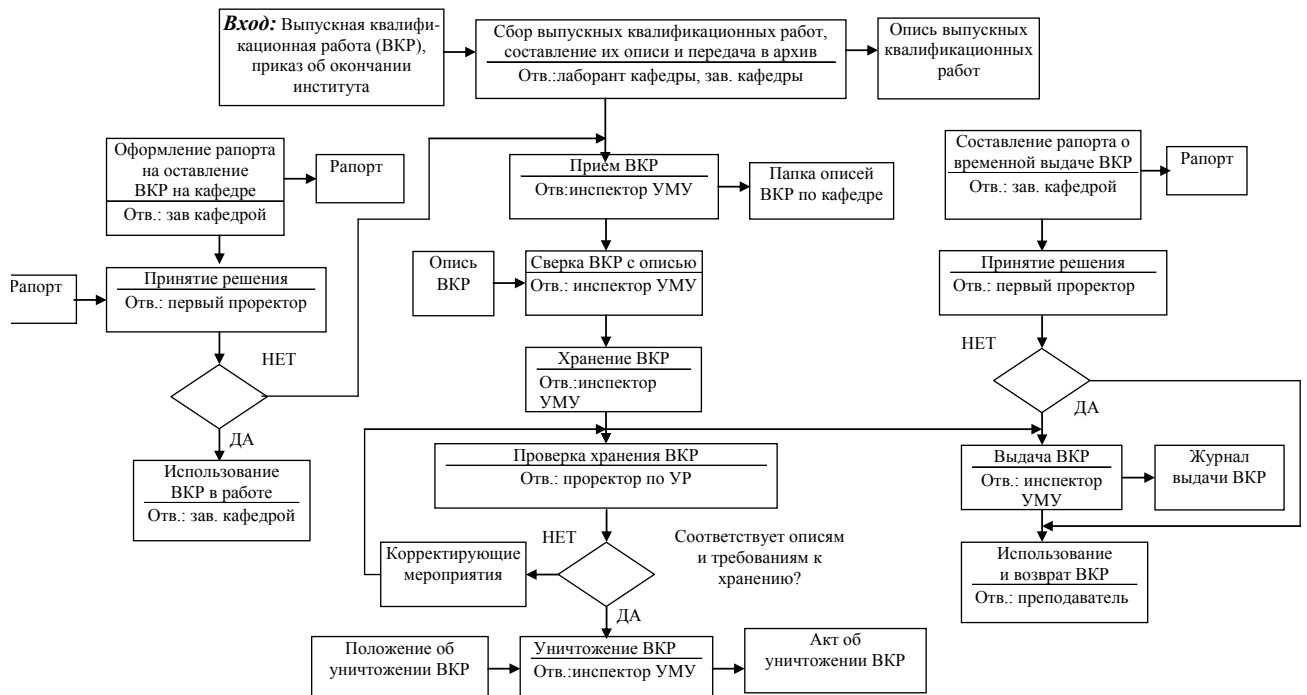 Вход: Выпускная квалифи-
кационная работа (ВКР),
приказ об окончании
института
Сбор выпускных квалификационных работ,
составление их описи и передача в архив
Отв.:лаборант кафедры, зав. кафедры
Опись выпускных
квалификационных
работ
Оформление рапорта
на оставление
ВКР на кафедре
Отв.: зав кафедрой
Рапорт
Прием ВКР
Отв:инспектор УМУ
Папка описей
ВКР по кафедре
Составление рапорта о
временной выдаче ВКР
Отв.: зав. кафедрой
Рапорт
Рапорт
Принятие решения
Отв.: первый проректор
Опись
ВКР
Сверка ВКР с описью
Отв.: инспектор УМУ
Принятие решения
Отв.: первый проректор
НЕТ
Хранение ВКР
Отв.:инспектор
УМУ
НЕТ
ДА
ДА
Использование
ВКР в работе
Отв.: зав. кафедрой
Проверка хранения ВКР
Отв.: проректор по УР
Выдача ВКР
Отв.: инспектор
УМУ
Журнал
выдачи ВКР
НЕТ
Соответствует описям
и требованиям к
хранению?
Корректирующие
мероприятия
Использование
и возврат ВКР
Отв.: преподаватель
ДА
Положение об
уничтожении ВКР
Уничтожение ВКР
Отв.:инспектор УМУ
Акт об
уничтожении ВКР